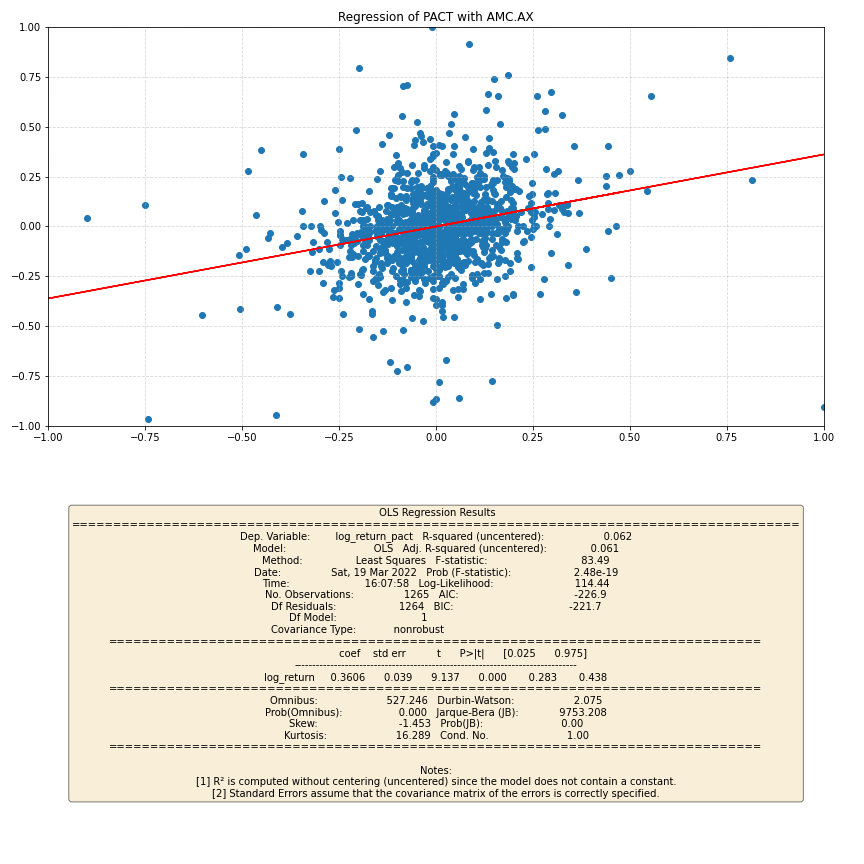 Regression of PACT with AMC.AX
1.00
0.75
0.50
0.25
0.00
−0.25
−0.50
−0.75
−1.00
−1.00 −0.75 −0.50 −0.25 0.00 0.25 0.50 0.75 1.00
OLS Regression Results
==============================================================================
Dep. Variable: log_return_pact R-squared (uncentered): 0.062
Model: OLS Adj. R-squared (uncentered): 0.061
Method: Least Squares F-statistic: 83.49
Date: Sat, 19 Mar 2022 Prob (F-statistic): 2.48e-19
Time: 16:07:58 Log-Likelihood: 114.44
No. Observations: 1265 AIC: -226.9
Df Residuals: 1264 BIC: -221.7
Df Model: 1
Covariance Type: nonrobust
==============================================================================
coef std err t P>|t| [0.025 0.975]
------------------------------------------------------------------------------
log_return 0.3606 0.039 9.137 0.000 0.283 0.438
==============================================================================
Omnibus: 527.246 Durbin-Watson: 2.075
Prob(Omnibus): 0.000 Jarque-Bera (JB): 9753.208
Skew: -1.453 Prob(JB): 0.00
Kurtosis: 16.289 Cond. No. 1.00
==============================================================================
Notes:
[1] R² is computed without centering (uncentered) since the model does not contain a constant.
[2] Standard Errors assume that the covariance matrix of the errors is correctly specified.